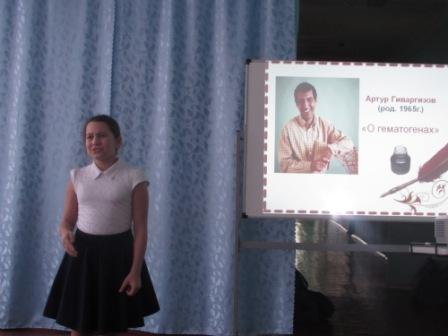 Артур Гиваргизов
(род. 1965г.)
«О гематогенах»